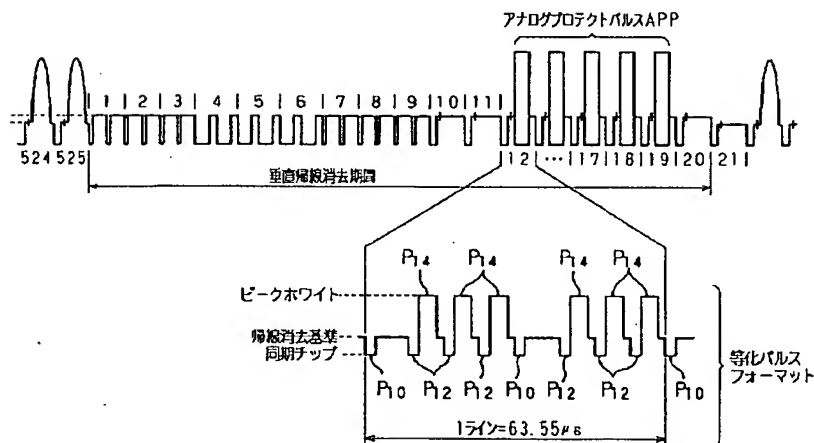 アナログプロテクトパルスAPP
1 2 3 4 5 6 7 8 9 10 11
524 525 12 … 17 18 19 20 21
垂直帰線消去期間
P14 P14 P14 P14
ピークホワイト
帰線消去基準
同期チップ
等化パルス
フォーマット
P10 P12 P12 P10 P12 P12 P10
1ライン=63.55μs